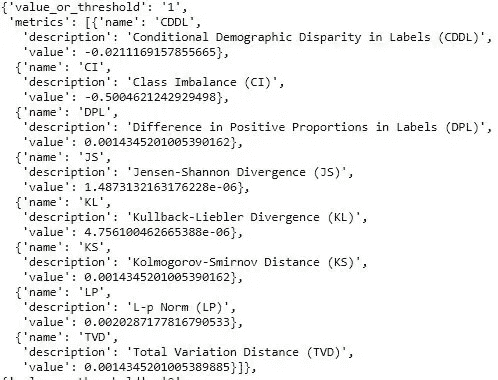 {'value_or_threshold': '1',
'metrics': [{'name': 'CDDL',
'description': 'Conditional Demographic Disparity in Labels (CDDL)',
'value': -0.0211169157855665},
{'name': 'CI',
'description': 'Class Imbalance (CI)',
'value': -0.5004621242929498},
{'name': 'DPL',
'description': 'Difference in Positive Proportions in Labels (DPL)',
'value': 0.0014345201005390162},
{'name': 'JS',
'description': 'Jensen-Shannon Divergence (JS)',
'value': 1.4873132163176228e-06},
{'name': 'KL',
'description': 'Kullback-Liebler Divergence (KL)',
'value': 4.756100462665388e-06},
{'name': 'KS',
'description': 'Kolmogorov-Smirnov Distance (KS)',
'value': 0.0014345201005390162},
{'name': 'LP',
'description': 'L-p Norm (LP)',
'value': 0.0020287177816790533},
{'name': 'TVD',
'description': 'Total Variation Distance (TVD)',
'value': 0.0014345201005389885}]},